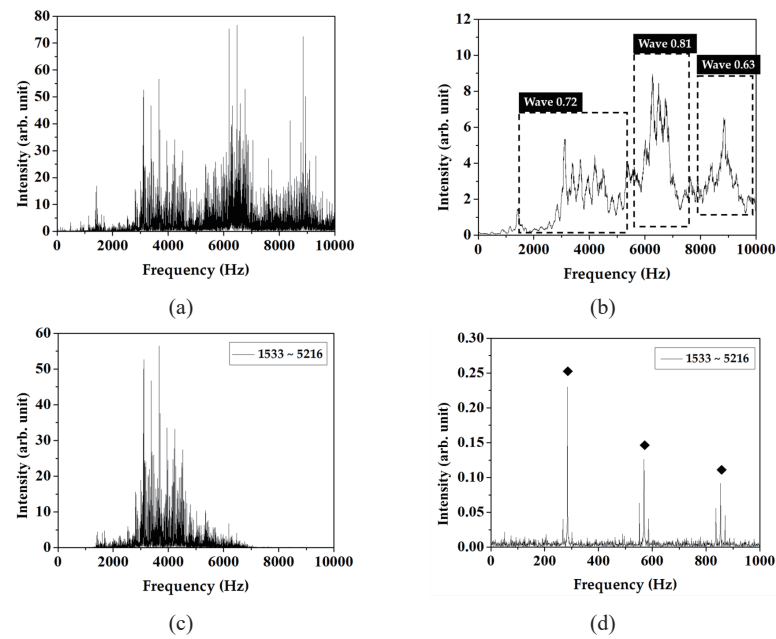 80
70
60
50
40
30
20
10
0
Intensity (arb. unit)
0 2000 4000 6000 8000 10000
Frequency (Hz)
(a)
12
10
8
6
4
2
0
Intensity (arb. unit)
Wave 0.72
Wave 0.81
Wave 0.63
0 2000 4000 6000 8000 10000
Frequency (Hz)
(b)
60
50
40
30
20
10
0
Intensity (arb. unit)
1533 ~ 5216
0 2000 4000 6000 8000 10000
Frequency (Hz)
(c)
0.30
0.25
0.20
0.15
0.10
0.05
0.00
Intensity (arb. unit)
1533 ~ 5216
0 200 400 600 800 1000
Frequency (Hz)
(d)